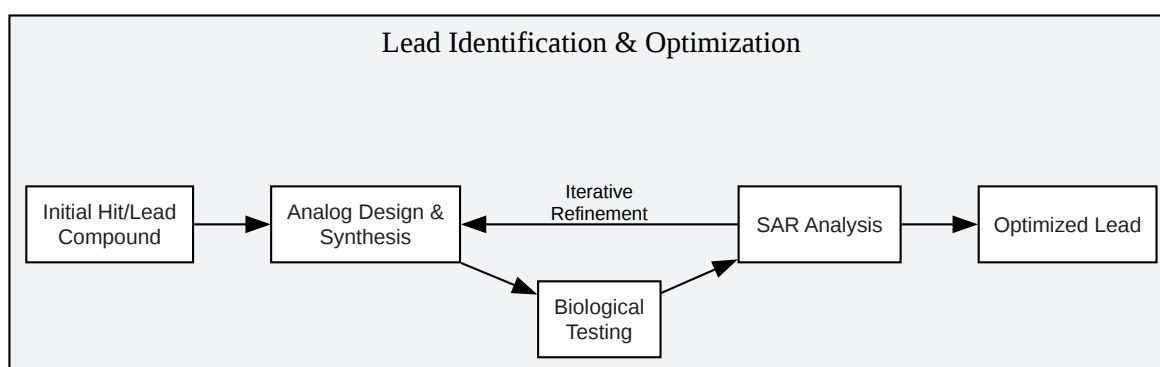 Lead Identification & Optimization
Initial Hit/Lead
Compound
Analog Design &
Synthesis
Iterative
Refinement
SAR Analysis
Optimized Lead
Biological
Testing